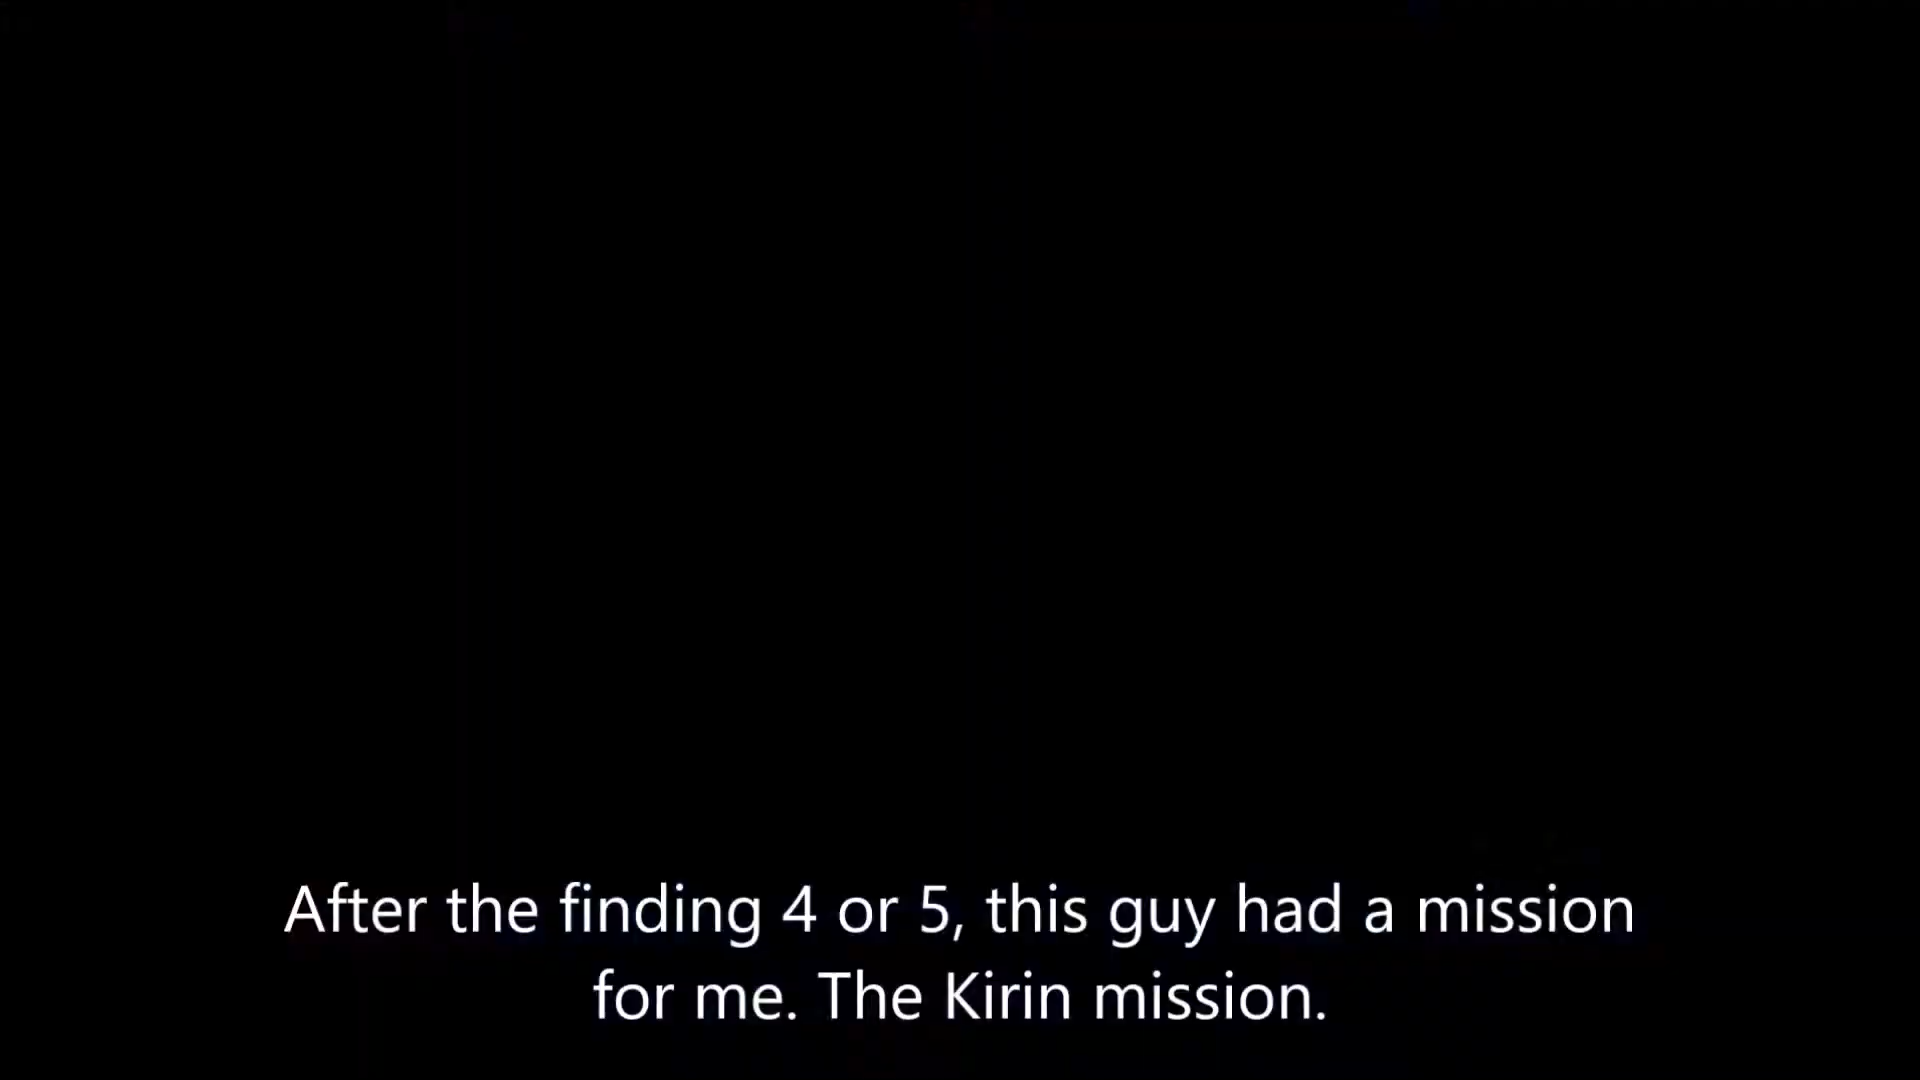 After the finding 4 or 5, this guy had a mission
for me. The Kirin mission.